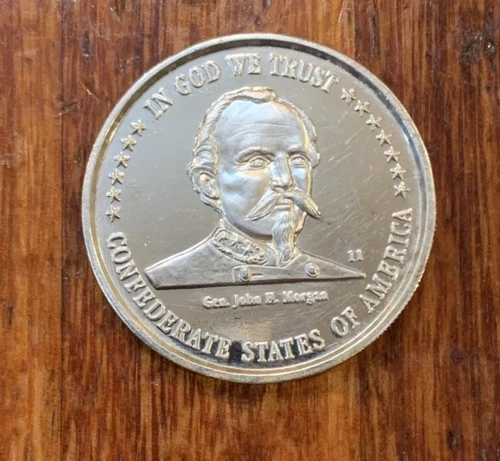 IN GOD WE TRUST
11
Gen. John H. Morgan
CONFEDERATE STATES OF AMERICA